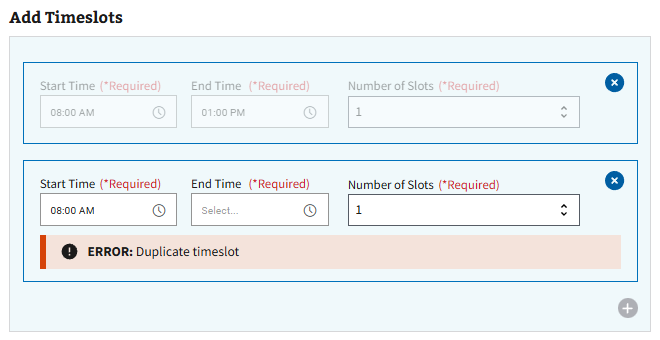 Add Timeslots
Start Time (*Required) End Time (*Required) Number of Slots (*Required)
08:00 AM 01:00 PM 1
Start Time (*Required) End Time (*Required) Number of Slots (*Required)
08:00 AM Select... 1
ERROR: Duplicate timeslot